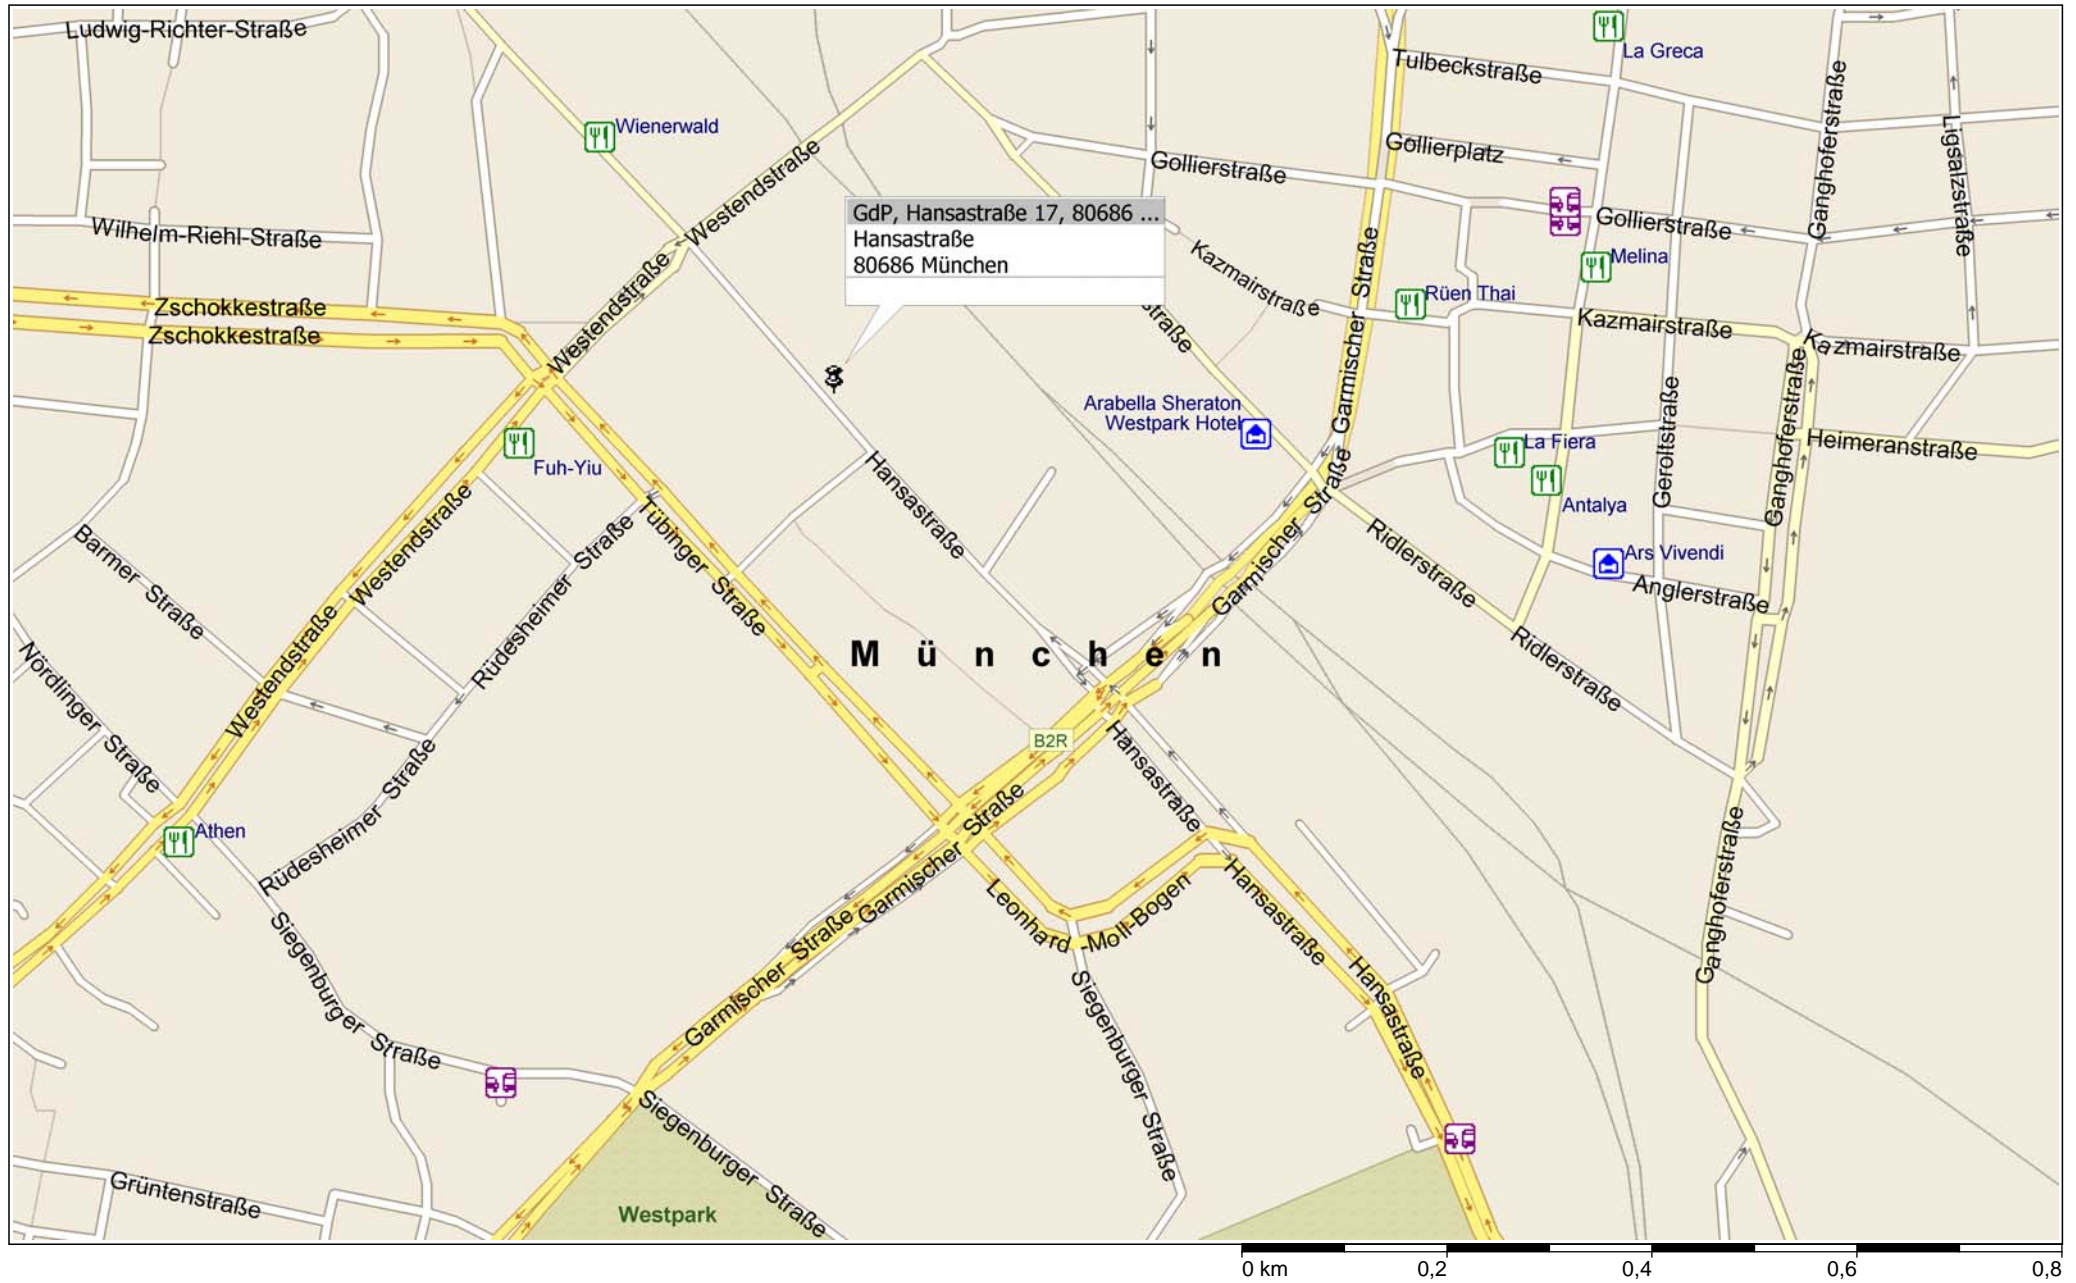 Ludwig-Richter-Straße
La Greca
Tulbeckstraße
Ganghoferstraße
Ligsalzstraße
Wienerwald
Westendstraße
Gollierplatz
Gollierstraße
GdP, Hansastraße 17, 80686 ...
Hansastraße
80686 München
Gollierstraße
Wilhelm-Riehl-Straße
Kazmairstraße
Garmischer Straße
Melina
Rüen Thai
Westendstraße
Zschokkestraße
Zschokkestraße
straße
Kazmairstraße
Kazmairstraße
Garmischer Straße
Ganghoferstraße
Gerolstraße
Arabella Sheraton
Westpark Hotel
Heimeranstraße
La Fiera
Antalya
Fuh-Yiu
Hansastraße
Westendstraße
Tübinger Straße
Rüdesheimer Straße
Garmischer Straße
Ridlerstraße
Ars Vivendi
Anglerstraße
Barmer Straße
Westendstraße
Nördlinger Straße
München
Ridlerstraße
B2R
Hansastraße
Rüdesheimer Straße
Athen
Garmischer Straße
Ganghoferstraße
Leonhard-Moll-Bogen
Hansastraße
Garmischer Straße
Siegenburger Straße
Hansastraße
Siegenburger Straße
Siegenburger Straße
Grüntenstraße
Westpark
0 km 0,2 0,4 0,6 0,8